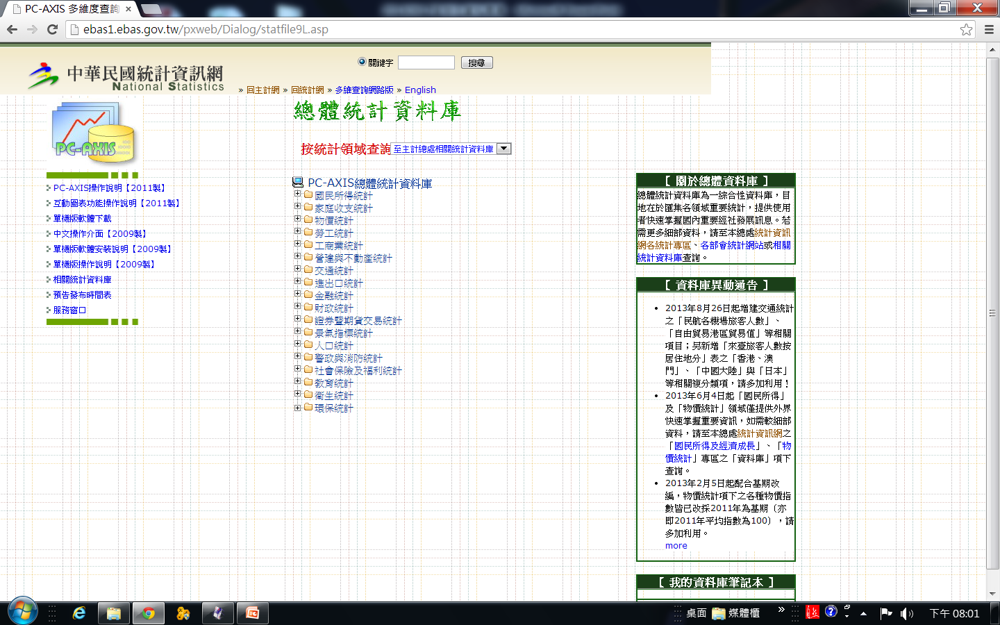 PC-AXIS 多維度查詢
ebas1.ebas.gov.tw/pxweb/Dialog/statfile9L.asp
中華民國統計資訊網
National Statistics
關鍵字
搜尋
» 回主計網 » 回統計網 » 多維查詢網路版 » English
總體統計資料庫
PC-AXIS
按統計領域查詢
至主計總處相關統計資料庫
PC-AXIS操作說明【2011製】
互動圖表功能操作說明【2011製】
單機版軟體下載
中文操作介面【2009製】
單機版軟體安裝說明【2009製】
單機版操作說明【2009製】
相關統計資料庫
預告發布時間表
服務窗口
PC-AXIS總體統計資料庫
國民所得統計
家庭收支統計
物價統計
勞工統計
工商業統計
營建與不動產統計
交通統計
進出口統計
金融統計
財政統計
證券暨期貨交易統計
景氣指標統計
人口統計
警政與消防統計
社會保險及福利統計
教育統計
衛生統計
環保統計
【 關於總體資料庫 】
總體統計資料庫為一綜合性資料庫，目
地在於匯集各領域重要統計，提供使用
者快速掌握國內重要經社發展訊息。若
需更多細部資料，請至本總處統計資訊
網各統計專區、各部會統計網站或相關
統計資料庫查詢。
【 資料庫異動通告 】
2013年8月26日起增建交通統計
之「民航各機場旅客人數」、
「自由貿易港區貿易值」等相關
項目；另新增「來臺旅客人數按
居住地分」表之「香港、澳
門」、「中國大陸」與「日本」
等相關複分類項，請多加利用！
2013年6月4日起「國民所得」
及「物價統計」領域僅提供外界
快速掌握重要資訊，如需較細部
資料，請至本總處統計資訊網之
「國民所得及經濟成長」、「物
價統計」專區之「資料庫」項下
查詢。
2013年2月5日起配合基期改
編，物價統計項下之各種物價指
數皆已改採2011年為基期〔亦
即2011年平均指數為100〕，請
多加利用。
more
【 我的資料庫筆記本 】
桌面
媒體櫃
下午 08:01